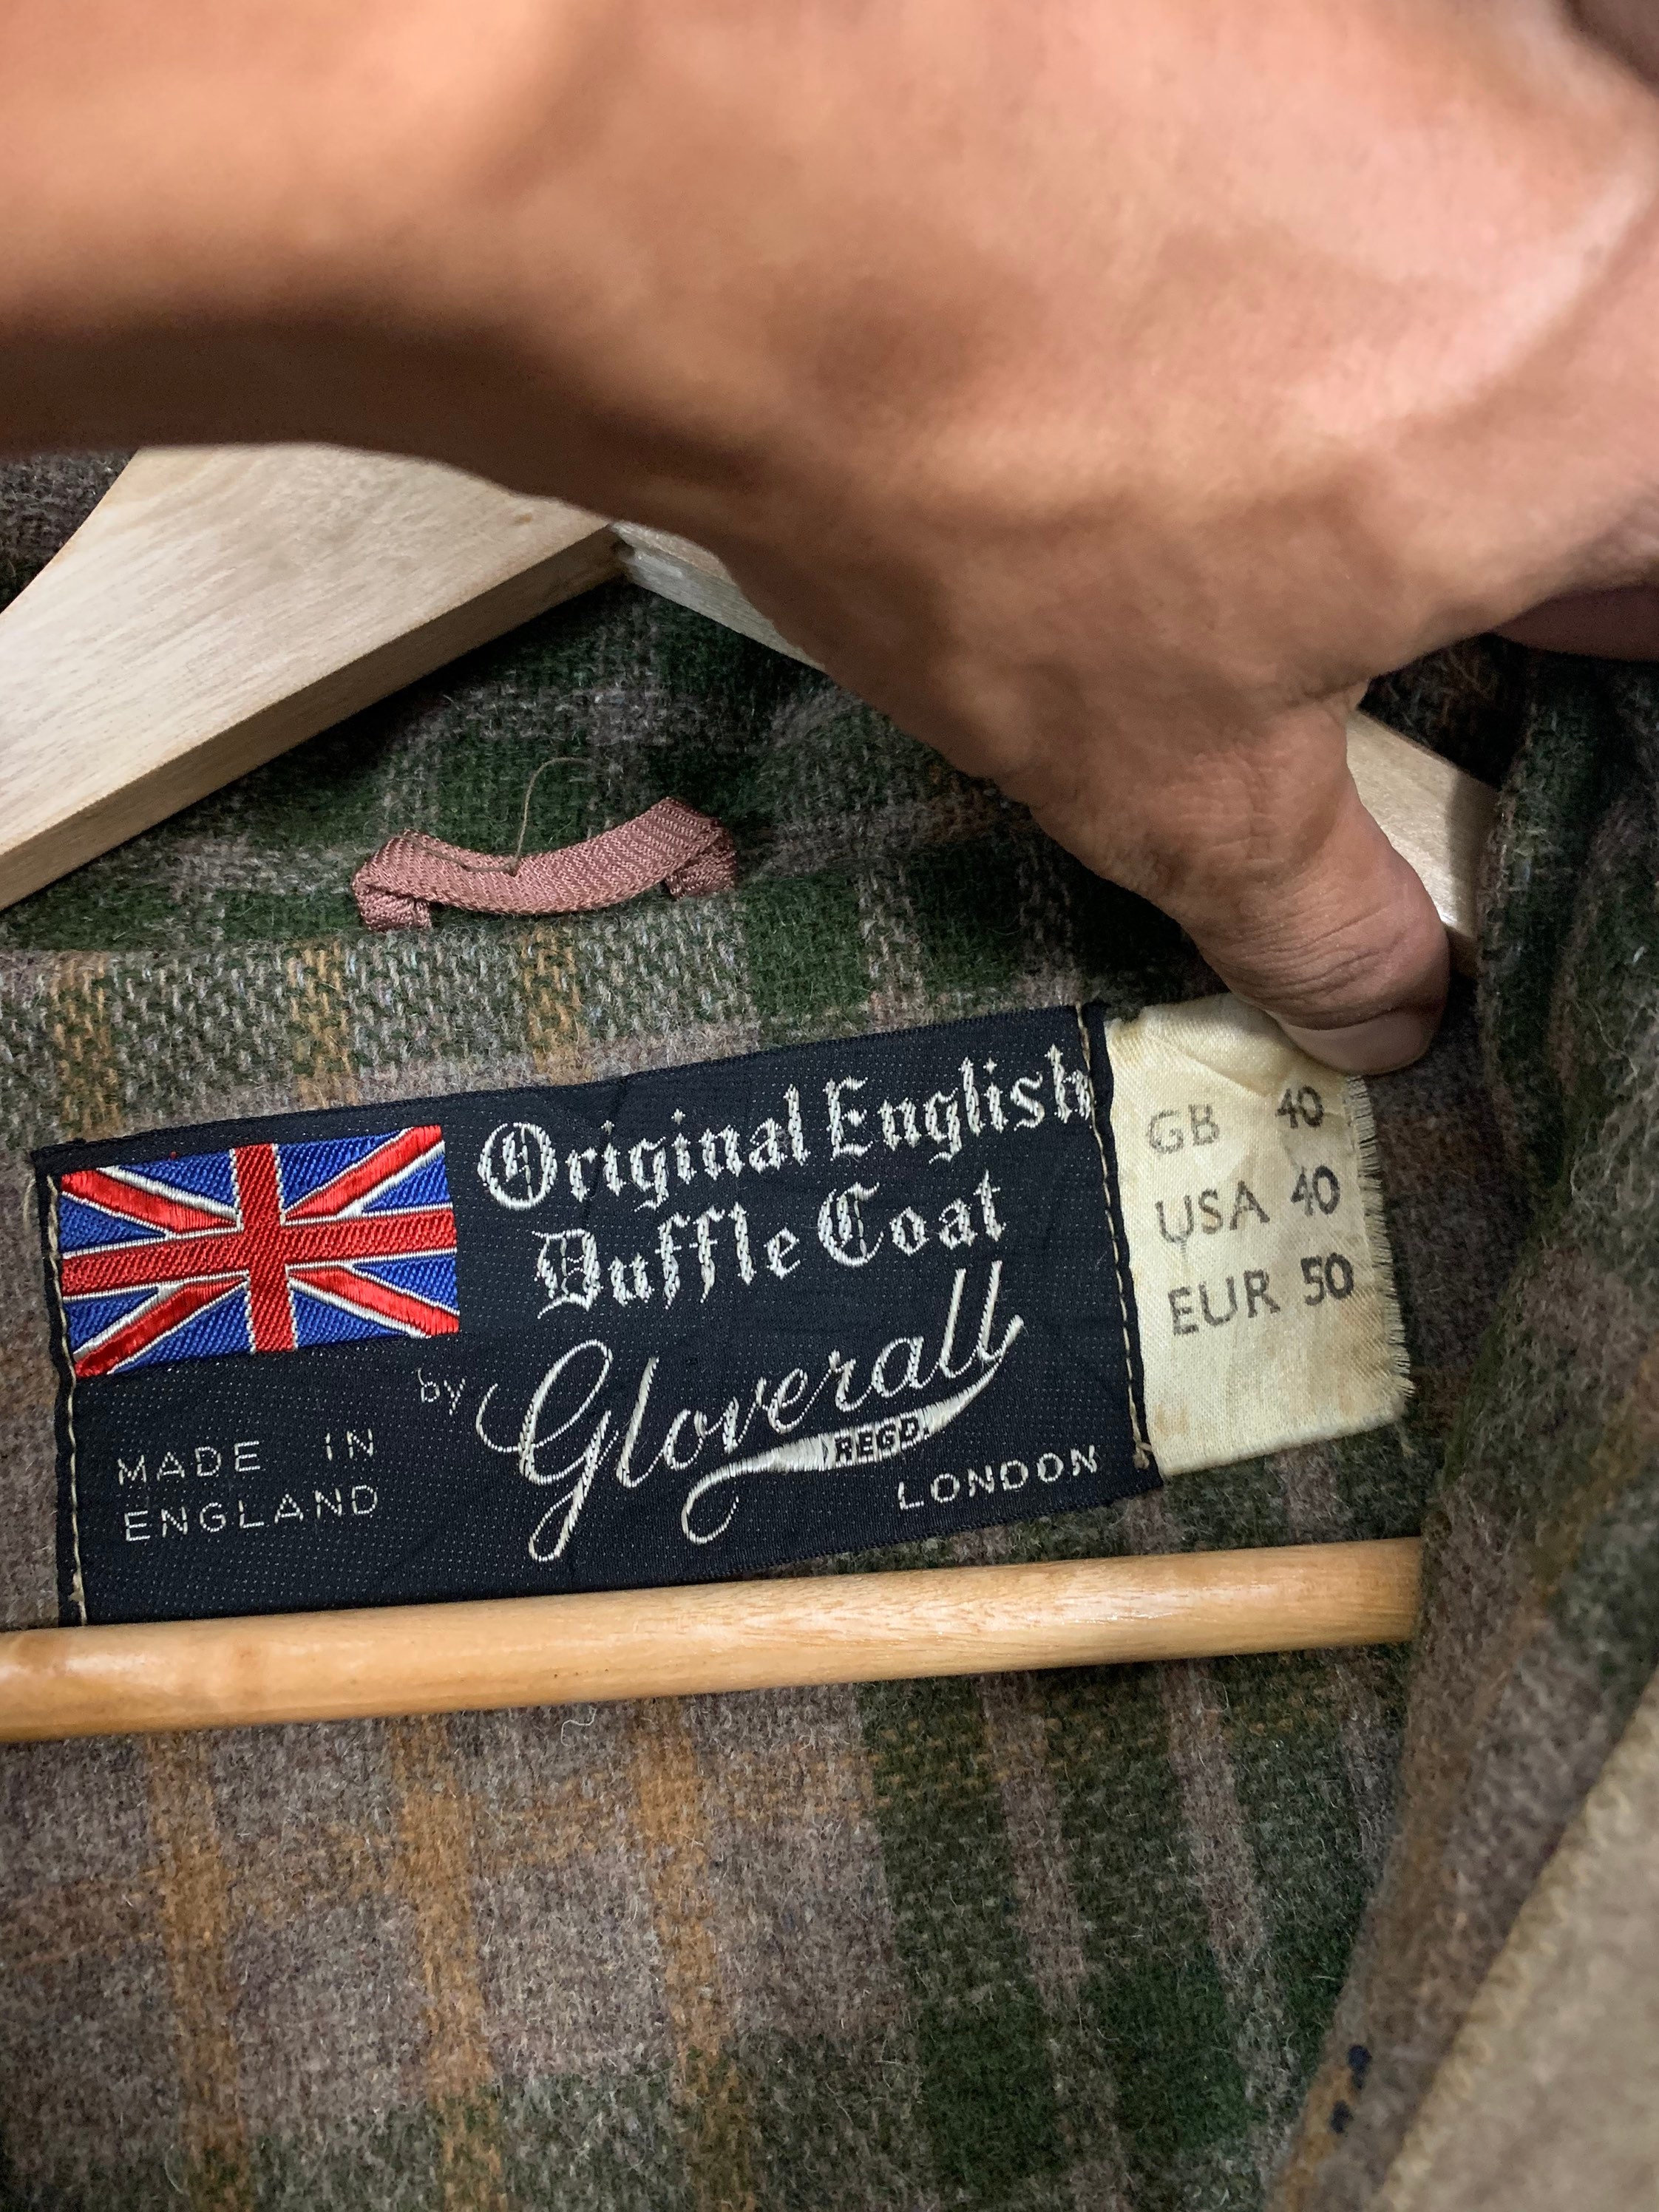 Original English
Duffle Coat
by Gloverall
REGD.
LONDON
MADE IN
ENGLAND
GB 40
USA 40
EUR 50